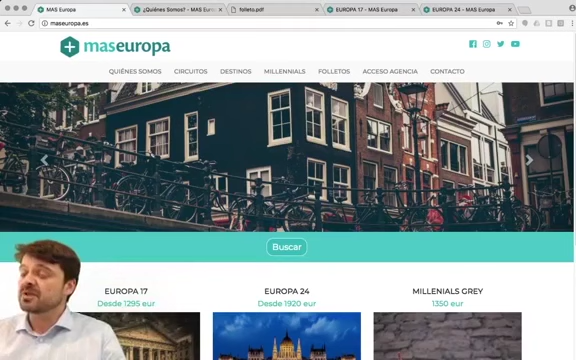 MAS Europa
¿Quiénes Somos? - MAS Eur
follets.pdf
EUROPA 17 - MAS Europa
EUROPA 24 - MAS Europa
maseuropa.es
maseuropa
QUIÉNES SOMOS CIRCUITOS DESTINOS MILLENNIALS FOLLETOS ACCESO AGENCIA CONTACTO
Buscar
EUROPA 17
Desde 1295 eur
EUROPA 24
Desde 1920 eur
MILLENIALS GREY
1350 eur